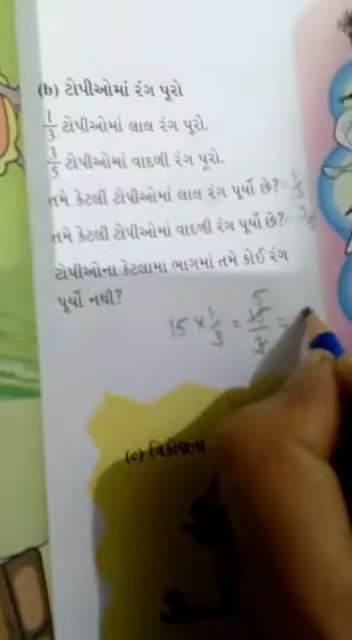 (b) ટોપીઓમાં રંગ પૂરો
1/3 ટોપીઓમાં લાલ રંગ પૂરો.
3/5 ટોપીઓમાં વાદળી રંગ પૂરો.
તમે કેટલી ટોપીઓમાં લાલ રંગ પૂર્યો છે?
તમે કેટલી ટોપીઓમાં વાદળી રંગ પૂર્યો છે?
ટોપીઓના કેટલામા ભાગમાં તમે કોઈ રંગ
પૂર્યો નથી?
15 × 1/3 = 15/3 =
(c) ત્રિકોણના